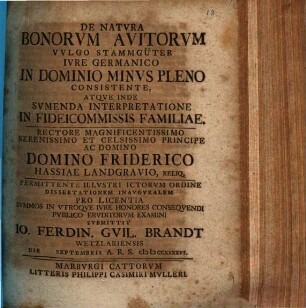 DE NATVRA
BONORVM AVITORVM
VVLGO STAMMGÜTER
IVRE GERMANICO
IN DOMINIO MINVS PLENO
CONSISTENTE,
ATQVE INDE
SVMENDA INTERPRETATIONE
IN FIDEICOMMISSIS FAMILIAE,
RECTORE MAGNIFICENTISSIMO
SERENISSIMO ET CELSISSIMO PRINCIPE
AC DOMINO
DOMINO FRIDERICO
HASSIAE LANDGRAVIO, RELIQ.
PERMITTENTE ILLVSTRI ICTORVM ORDINE
DISSERTATIONEM INAVGVRALEM
PRO LICENTIA
SVMMOS IN VTROQVE IVRE HONORES CONSEQVENDI
PVBLICO ERVDITORVM EXAMINI
SVBMITTIT
IO. FERDIN. GVIL. BRANDT
WETZLARIENSIS
DIE SEPTEMBRIS A. R. S.
MARBVRGI CATTORVM
LITTERIS PHILIPPI CASIMIRI MVLLERI.